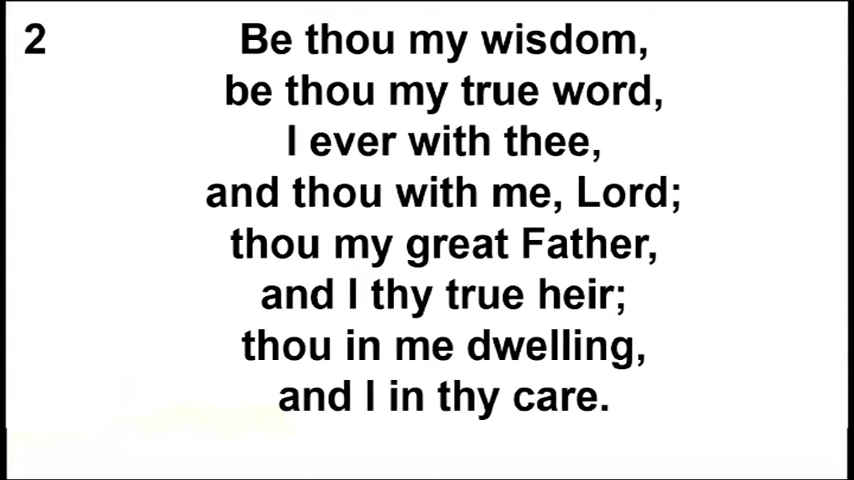 2
Be thou my wisdom,
be thou my true word,
I ever with thee,
and thou with me, Lord;
thou my great Father,
and I thy true heir;
thou in me dwelling,
and I in thy care.